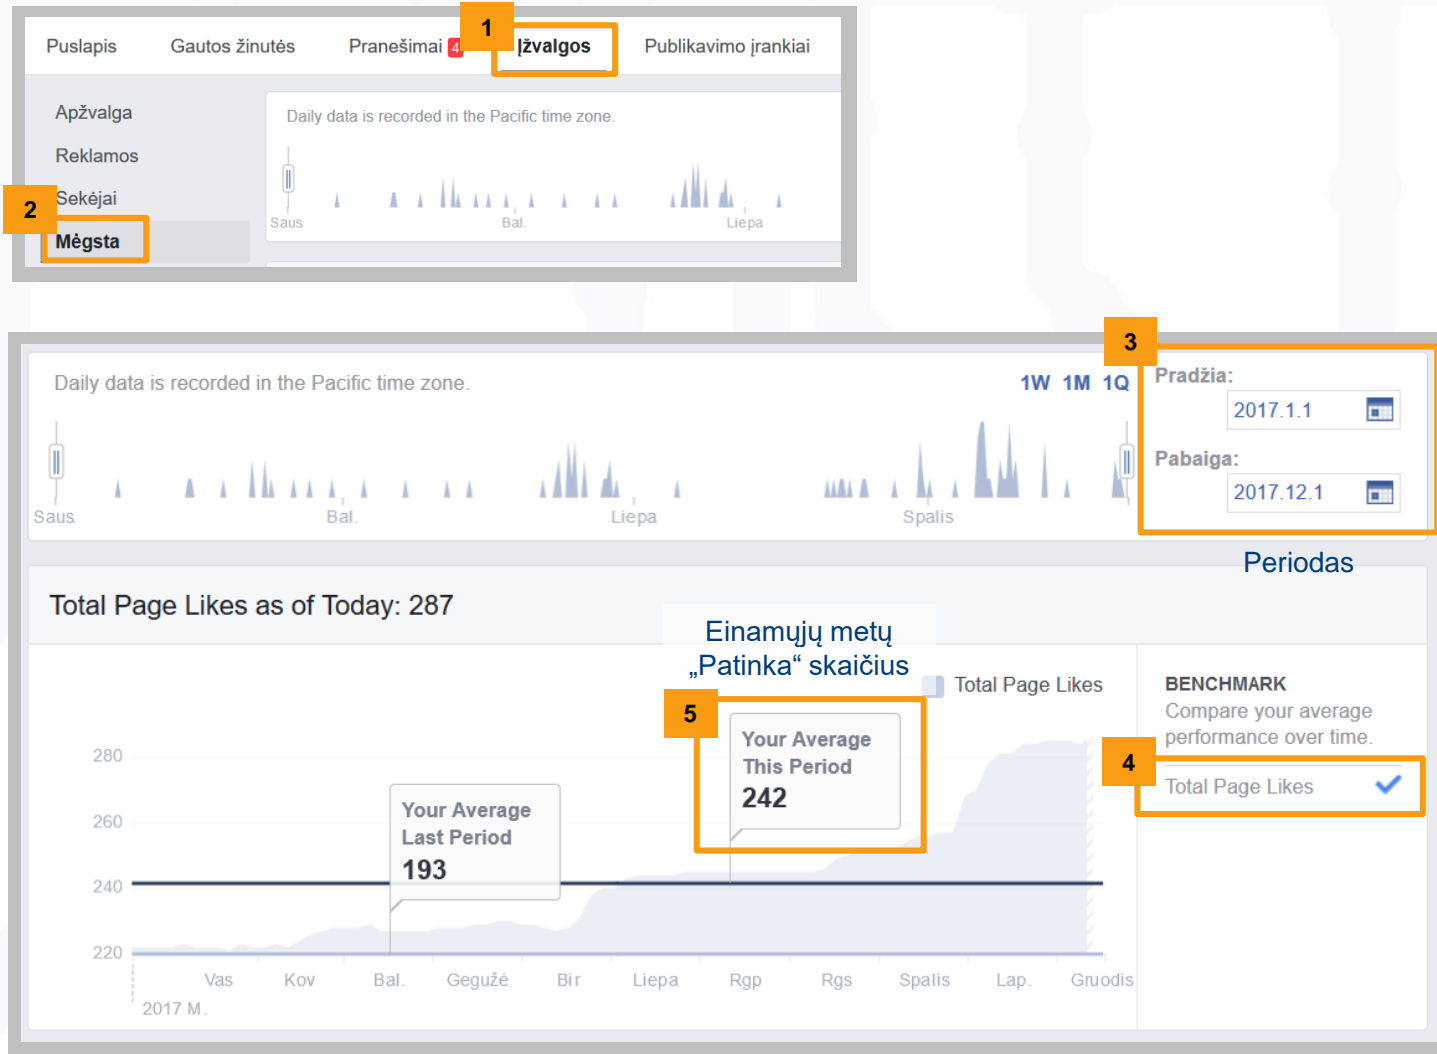 1
Puslapis Gautos žinutės Pranešimai 4 Įžvalgos Publikavimo įrankiai
Apžvalga
Reklamos
Sekėjai
2
Mėgsta
Daily data is recorded in the Pacific time zone.
Saus. Bal. Liepa
3
Daily data is recorded in the Pacific time zone.
1W 1M 1Q
Pradžia:
2017.1.1
Pabaiga:
2017.12.1
Saus. Bal. Liepa Spalis
Periodas
Total Page Likes as of Today: 287
Einamųjų metų
„Patinka“ skaičius
Total Page Likes
BENCHMARK
Compare your average
performance over time.
4
Total Page Likes
5
Your Average
This Period
242
Your Average
Last Period
193
280
260
240
220
Vas Kov Bal. Gegužė Bir Liepa Rgp Rgs Spalis Lap. Gruodis
2017 M.